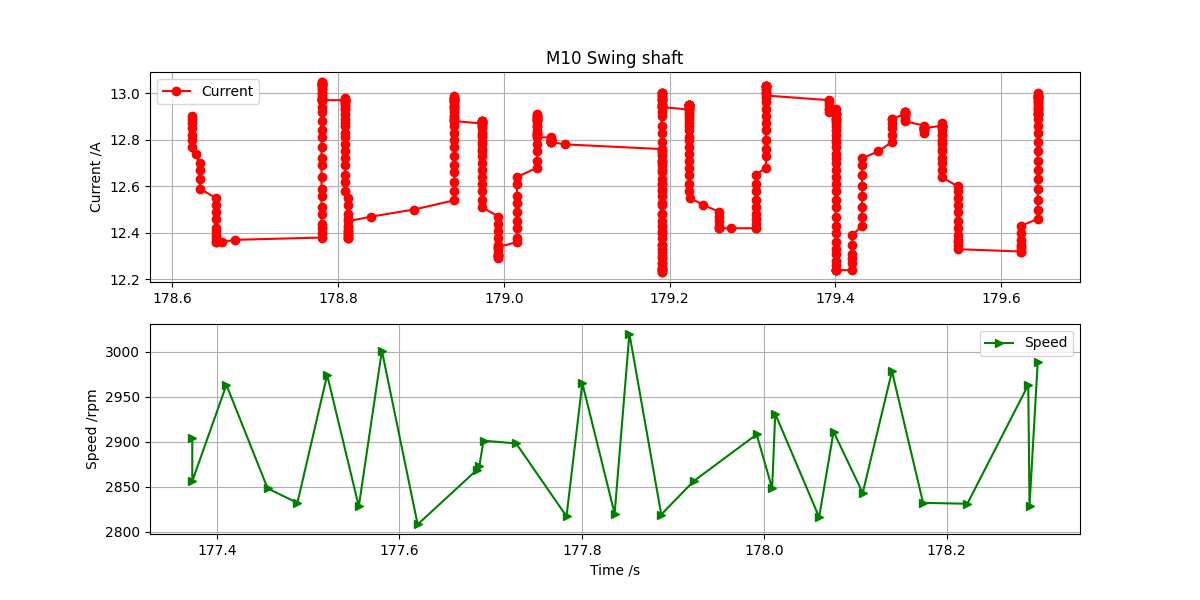 M10 Swing shaft
Current /A
13.0
12.8
12.6
12.4
12.2
Current
178.6 178.8 179.0 179.2 179.4 179.6
Speed /rpm
3000
2950
2900
2850
2800
Speed
177.4 177.6 177.8 178.0 178.2
Time /s